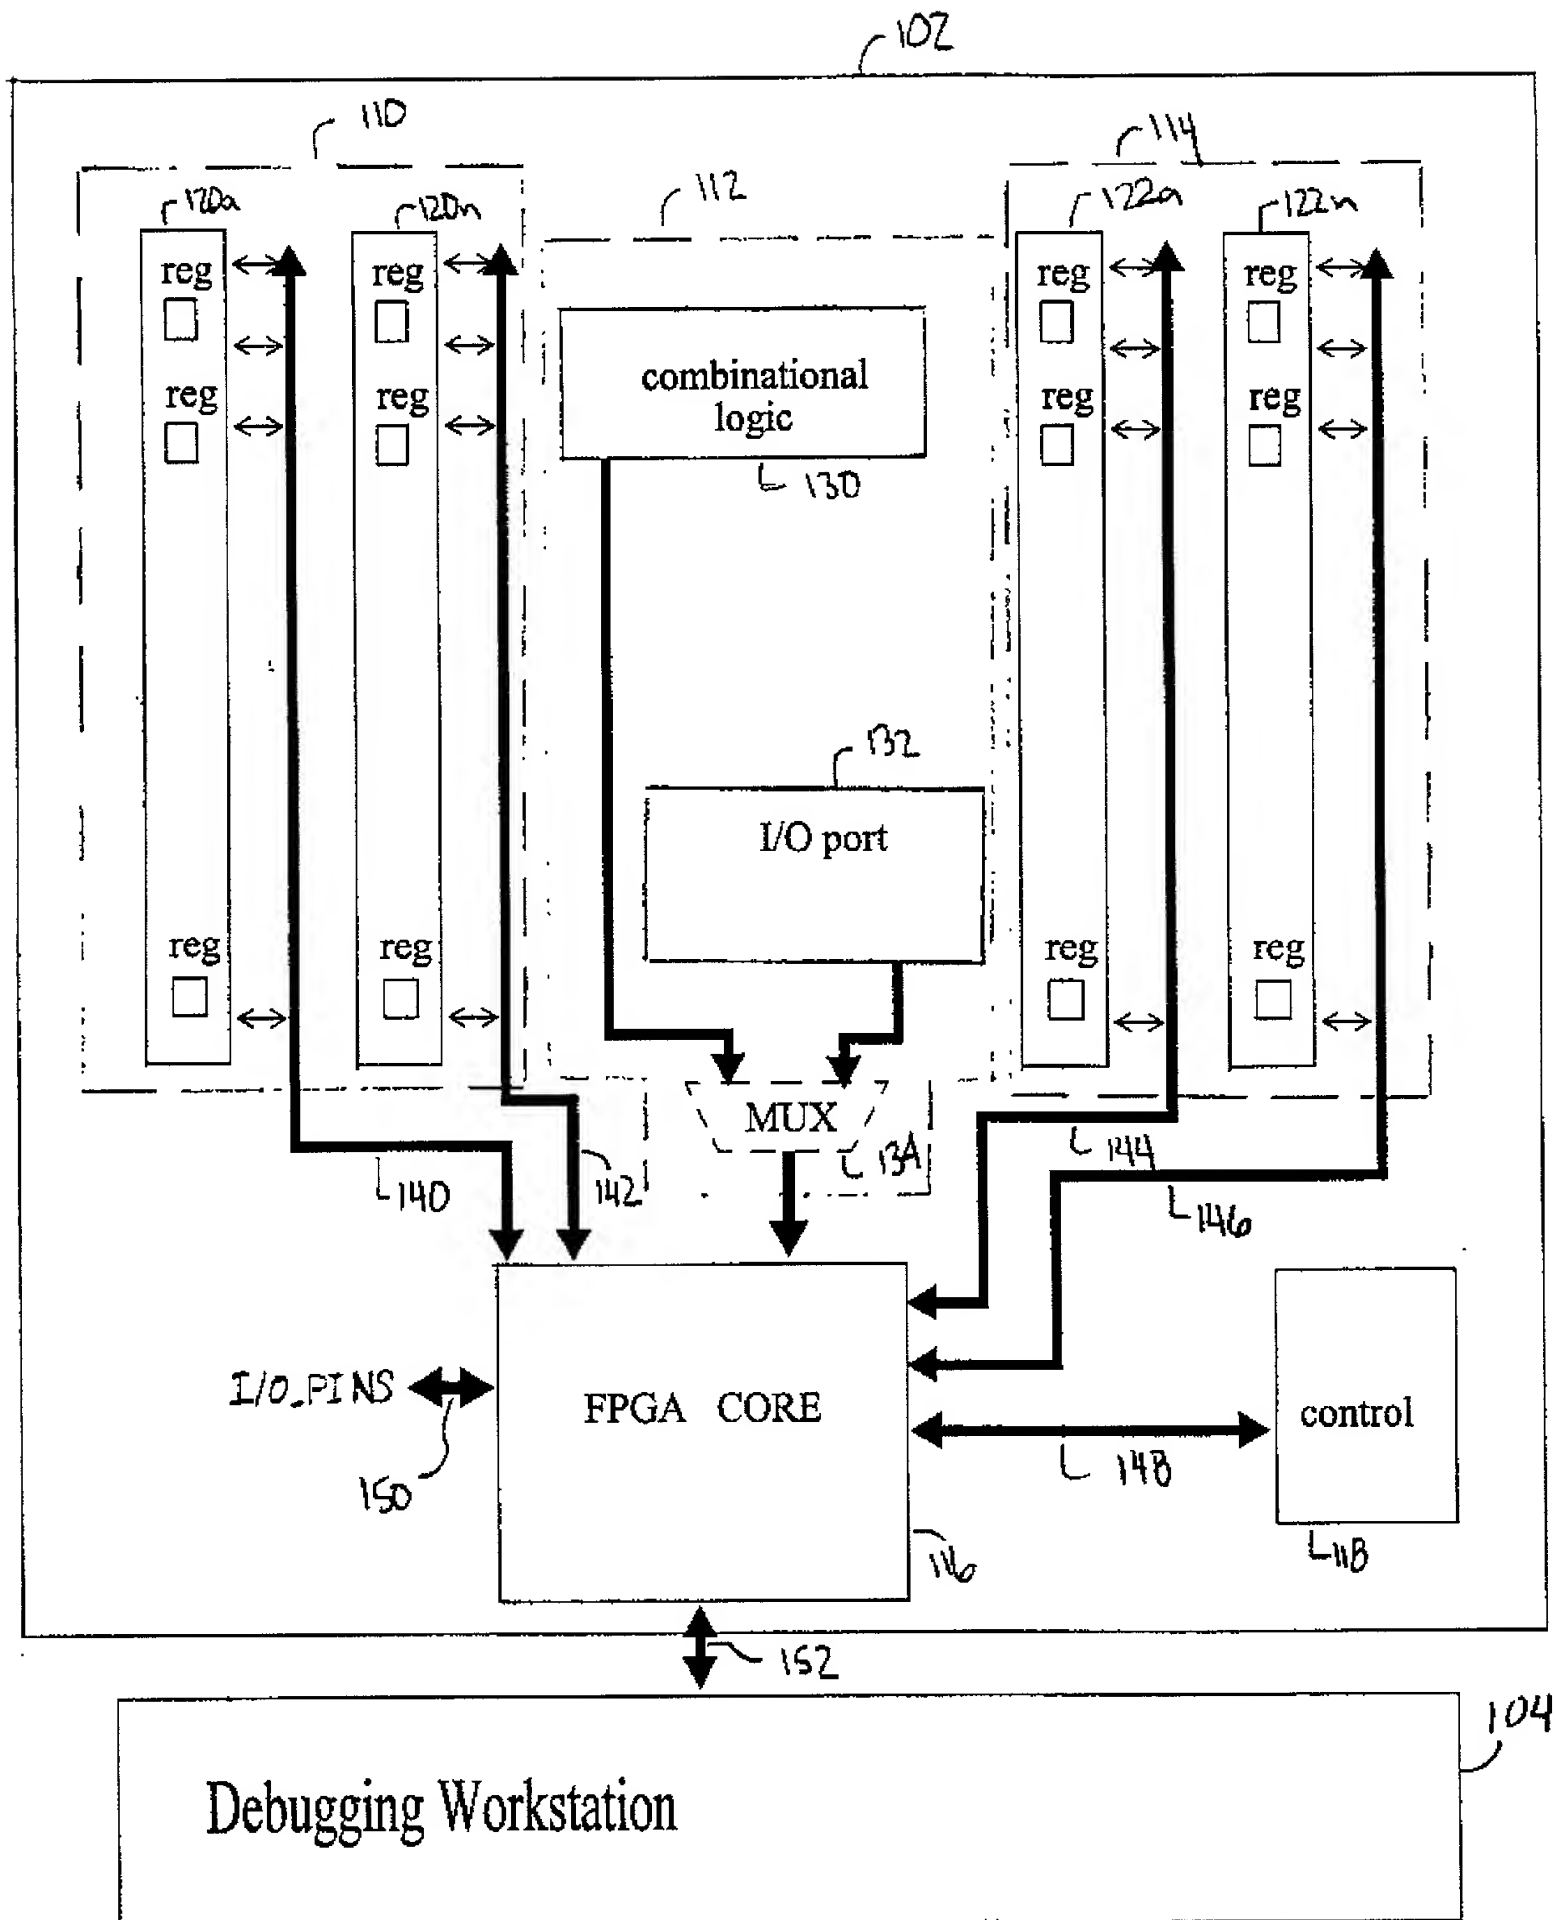 102
110
114
112
120a
120n
122a
122n
reg
reg
reg
reg
reg
reg
reg
reg
combinational
logic
130
132
I/O port
reg
reg
reg
reg
MUX
134
144
140
142
146
I/O_PINS
FPGA CORE
control
148
150
116
118
152
104
Debugging Workstation